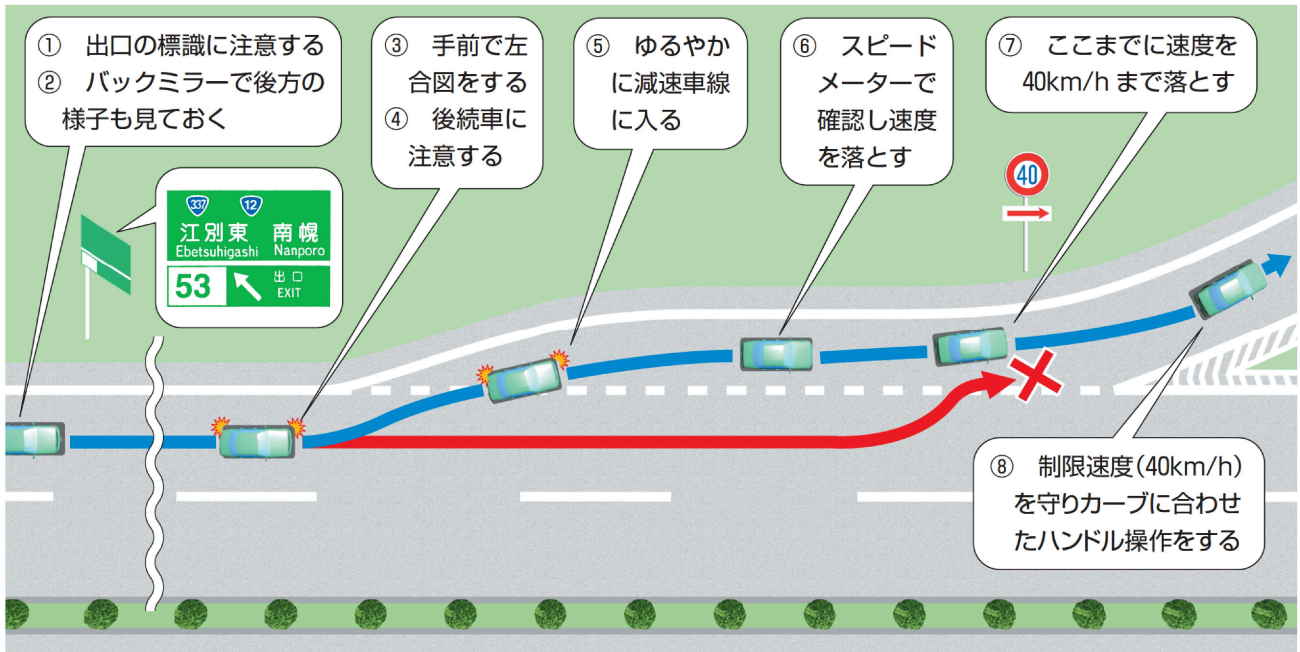 ① 出口の標識に注意する
② バックミラーで後方の
様子も見ておく
③ 手前で左
合図をする
④ 後続車に
注意する
⑤ ゆるやか
に減速車線
に入る
⑥ スピード
メーターで
確認し速度
を落とす
⑦ ここまでに速度を
40km/h まで落とす
337 12
江別東 南幌
Ebetsuhigashi Nanporo
53 出口
EXIT
40
⑧ 制限速度(40km/h)
を守りカーブに合わせ
たハンドル操作をする